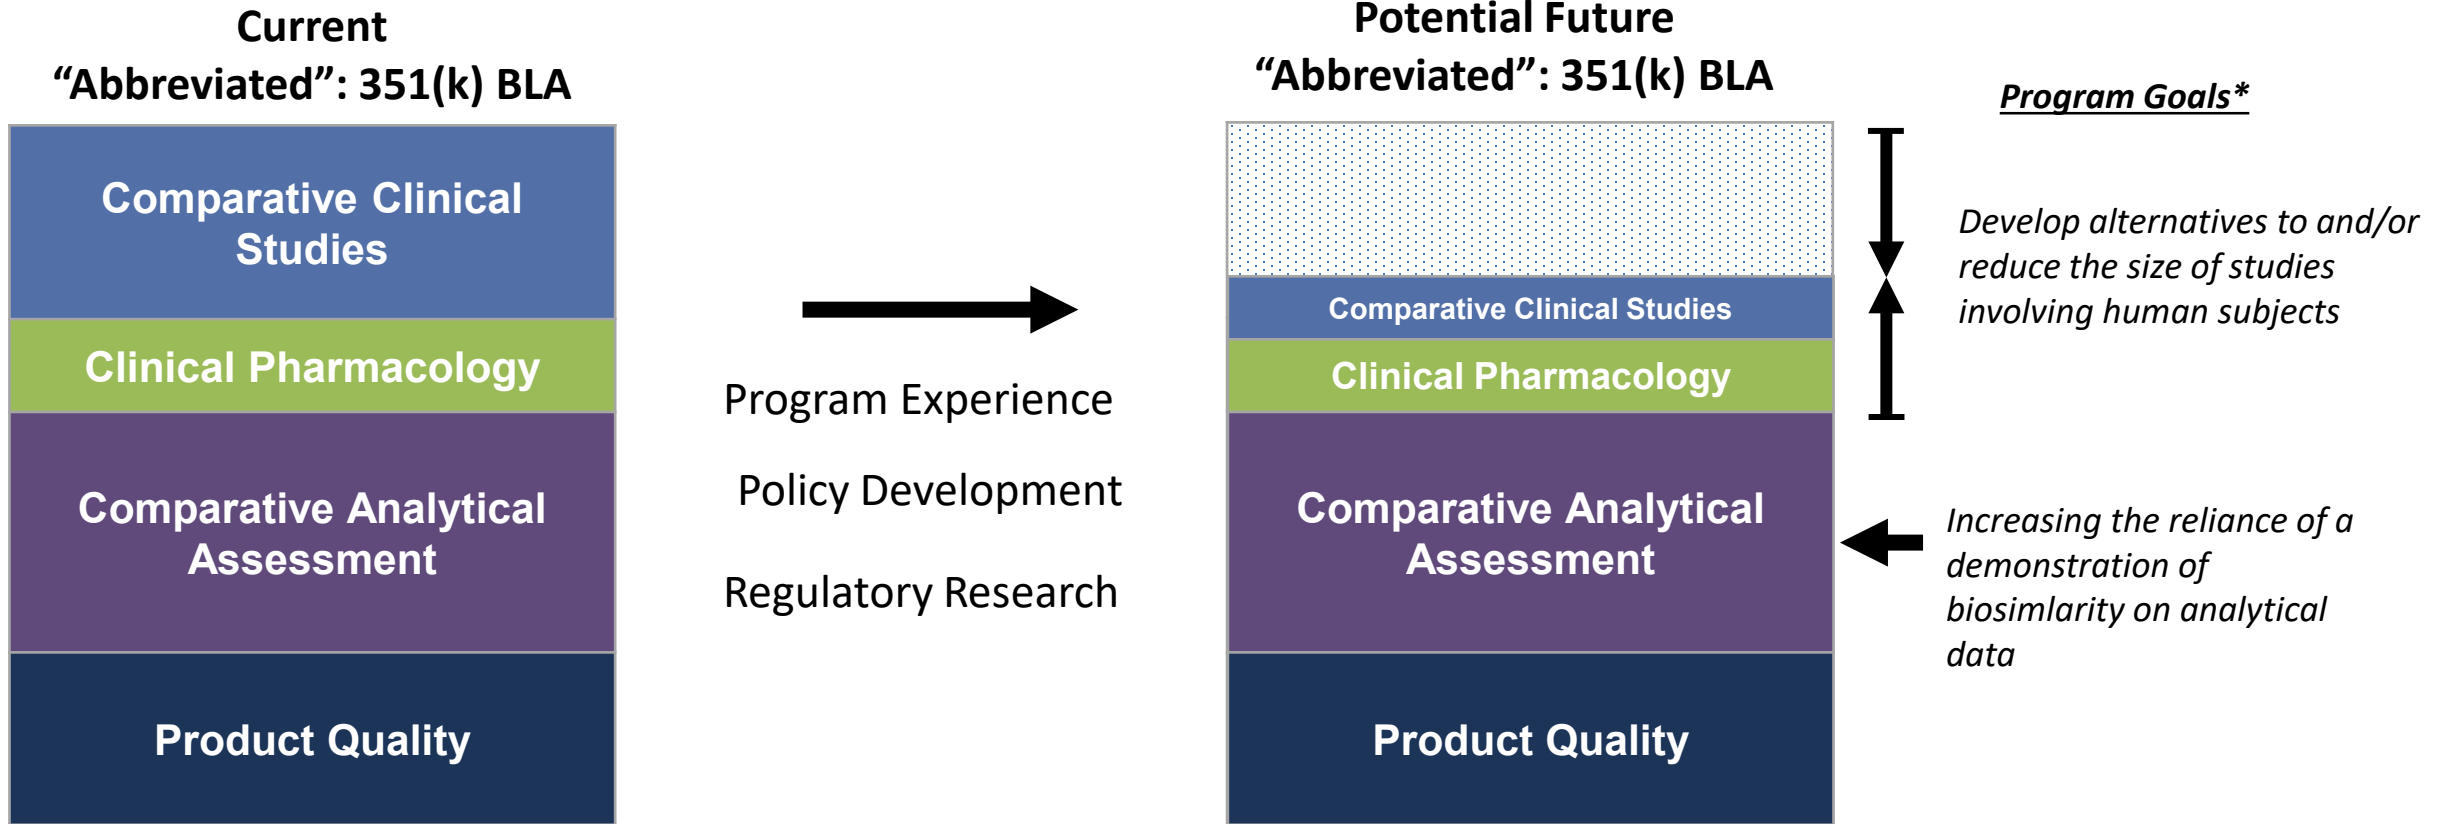 Current
“Abbreviated”: 351(k) BLA
Comparative Clinical
Studies
Clinical Pharmacology
Comparative Analytical
Assessment
Product Quality
Program Experience
Policy Development
Regulatory Research
Potential Future
“Abbreviated”: 351(k) BLA
Comparative Clinical Studies
Clinical Pharmacology
Comparative Analytical
Assessment
Product Quality
Program Goals*
Develop alternatives to and/or
reduce the size of studies
involving human subjects
Increasing the reliance of a
demonstration of
biosimlarity on analytical
data